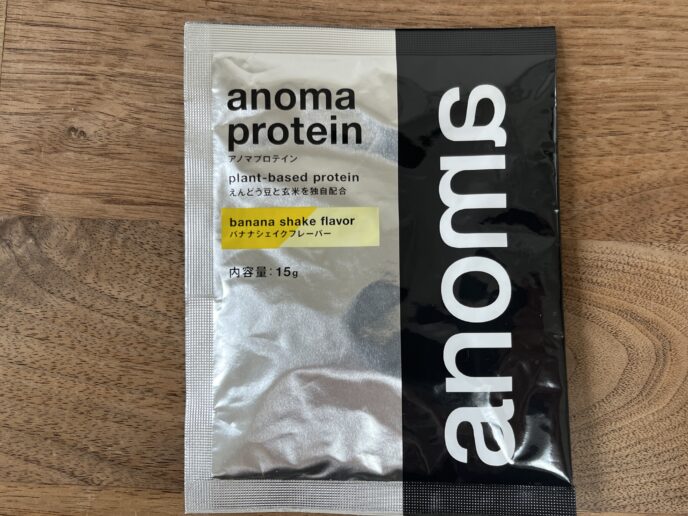 anoma
protein
アノマプロテイン
plant-based protein
えんどう豆と玄米を独自配合
banana shake flavor
バナナシェイクフレーバー
内容量：15g
anoma